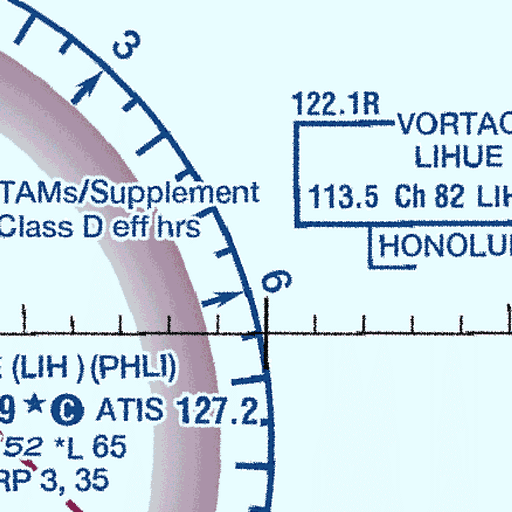 3
122.1R
VORTAC
LIHUE
113.5 Ch 82 LIH
HONOLU
TAMs/Supplement
Class D eff hrs
6
(LIH ) (PHLI)
9 ★ C ATIS 127.2
52 *L 65
RP 3, 35